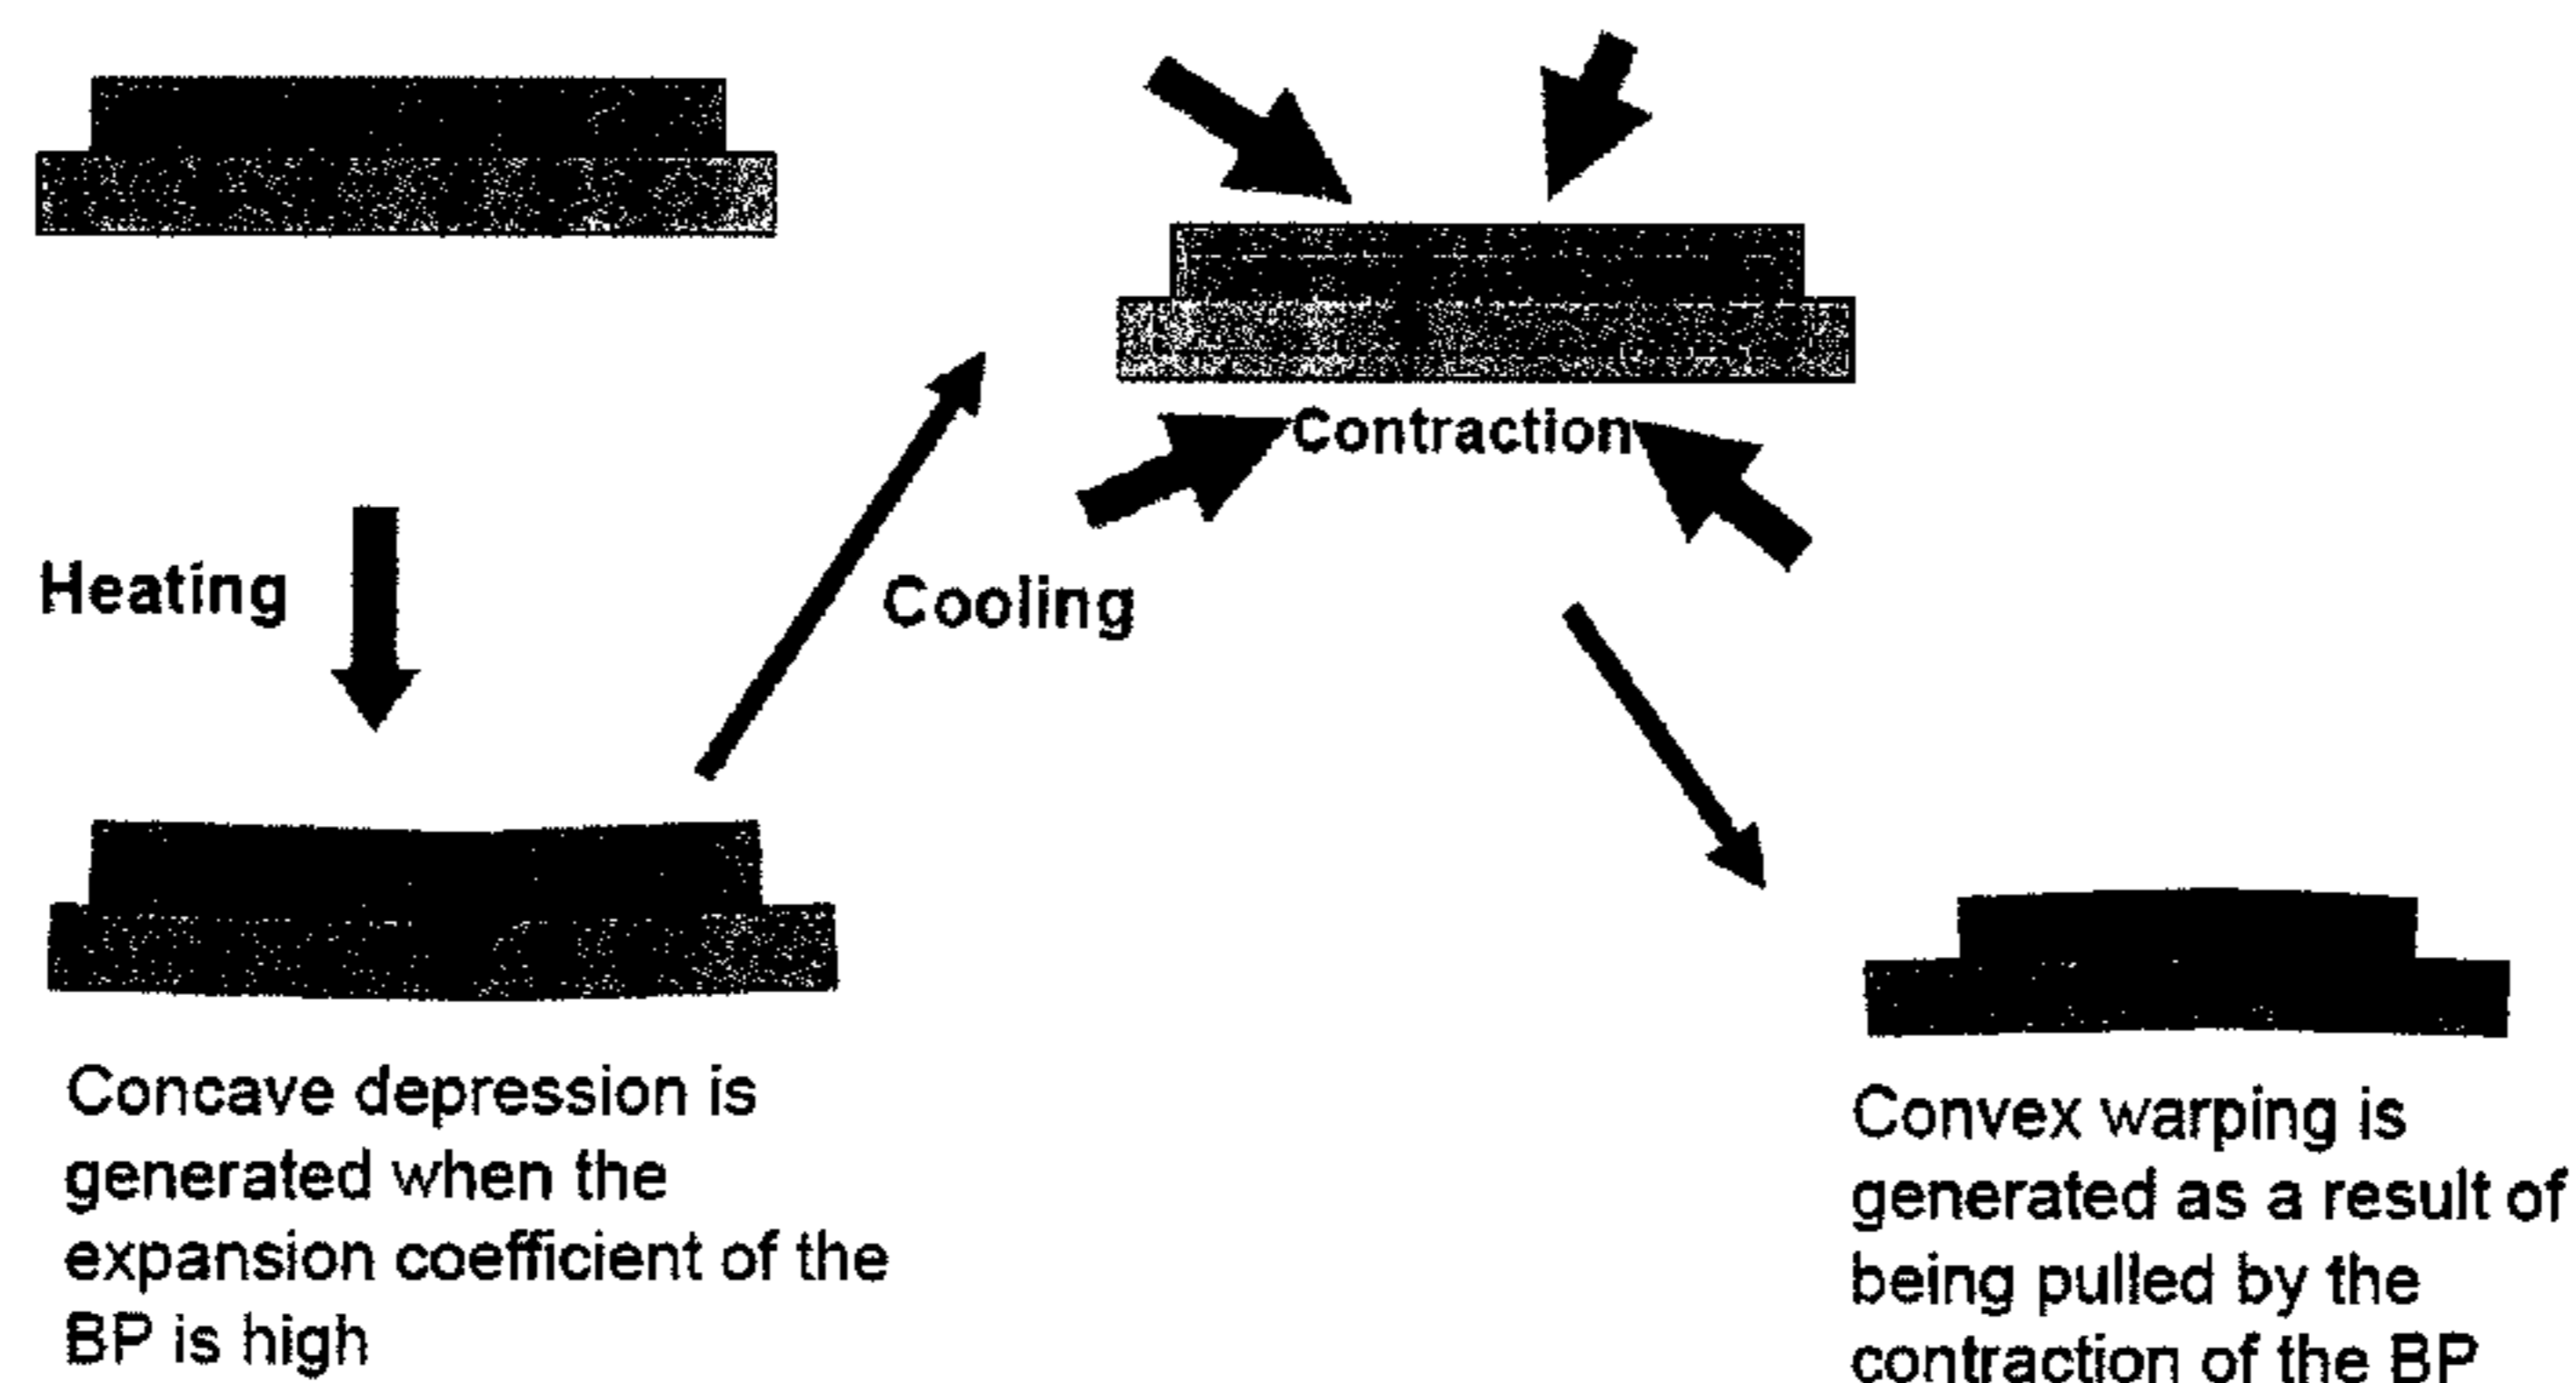 Heating
Cooling
Contraction
Concave depression is
generated when the
expansion coefficient of the
BP is high
Convex warping is
generated as a result of
being pulled by the
contraction of the BP